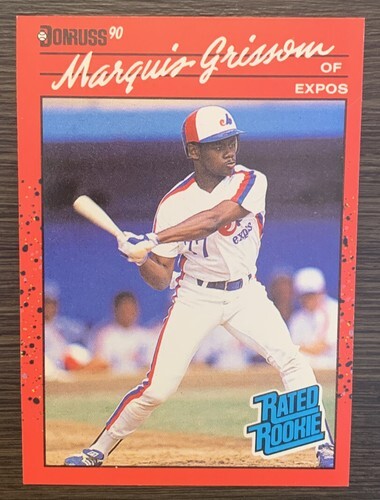 DONRUSS 90
Marquis Grissom
OF
EXPOS
expos
RATED
ROOKIE